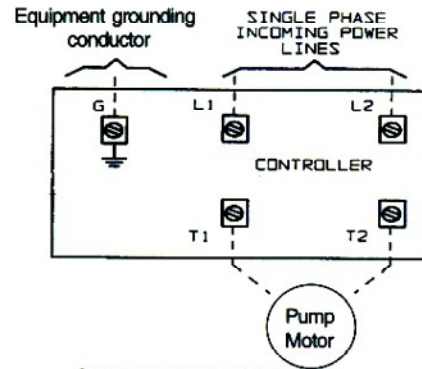 Equipment grounding
conductor
SINGLE PHASE
INCOMING POWER
LINES
G
L1
L2
CONTROLLER
T1
T2
Pump
Motor